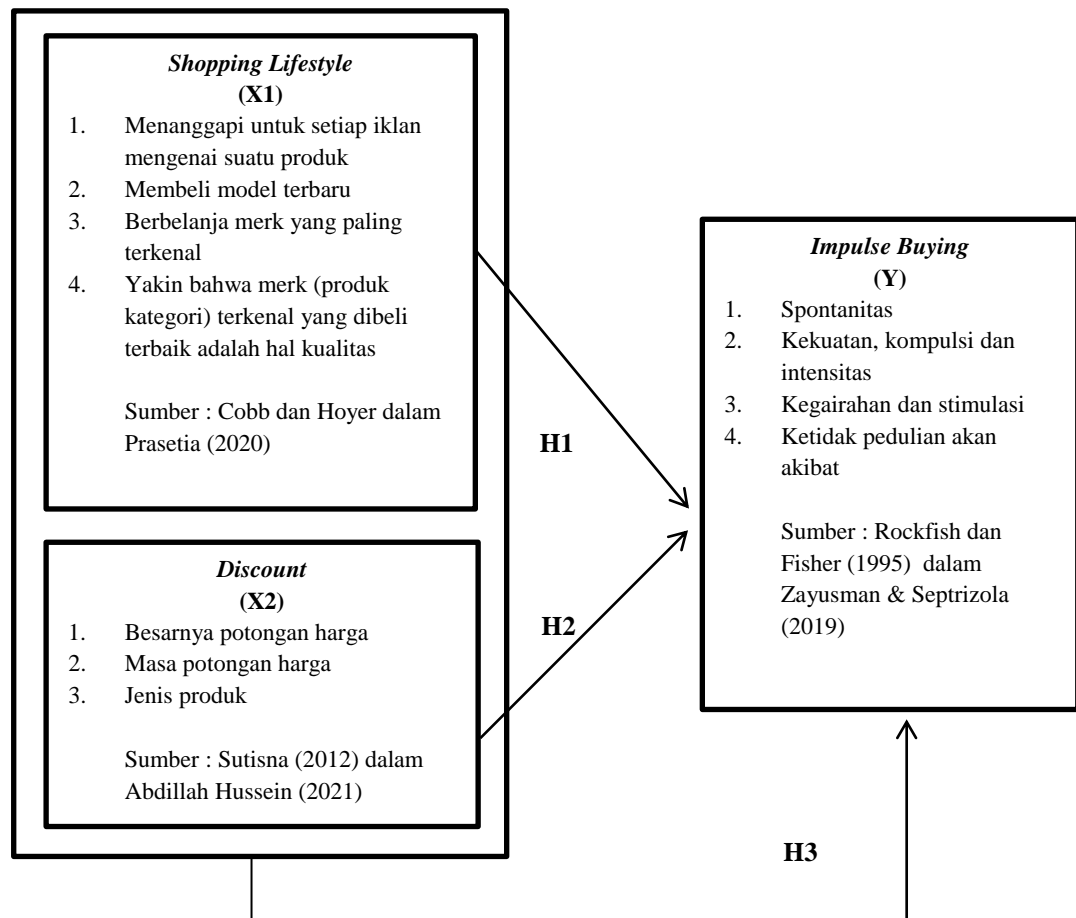 Shopping Lifestyle
(X1)
1. Menanggapi untuk setiap iklan
mengenai suatu produk
2. Membeli model terbaru
3. Berbelanja merk yang paling
terkenal
4. Yakin bahwa merk (produk
kategori) terkenal yang dibeli
terbaik adalah hal kualitas
Sumber : Cobb dan Hoyer dalam
Prasetia (2020)
H1
Discount
(X2)
1. Besarnya potongan harga
2. Masa potongan harga
3. Jenis produk
Sumber : Sutisna (2012) dalam
Abdillah Hussein (2021)
H2
Impulse Buying
(Y)
1. Spontanitas
2. Kekuatan, kompulsi dan
intensitas
3. Kegairahan dan stimulasi
4. Ketidak pedulian akan
akibat
Sumber : Rockfish dan
Fisher (1995) dalam
Zayusman & Septrizola
(2019)
H3